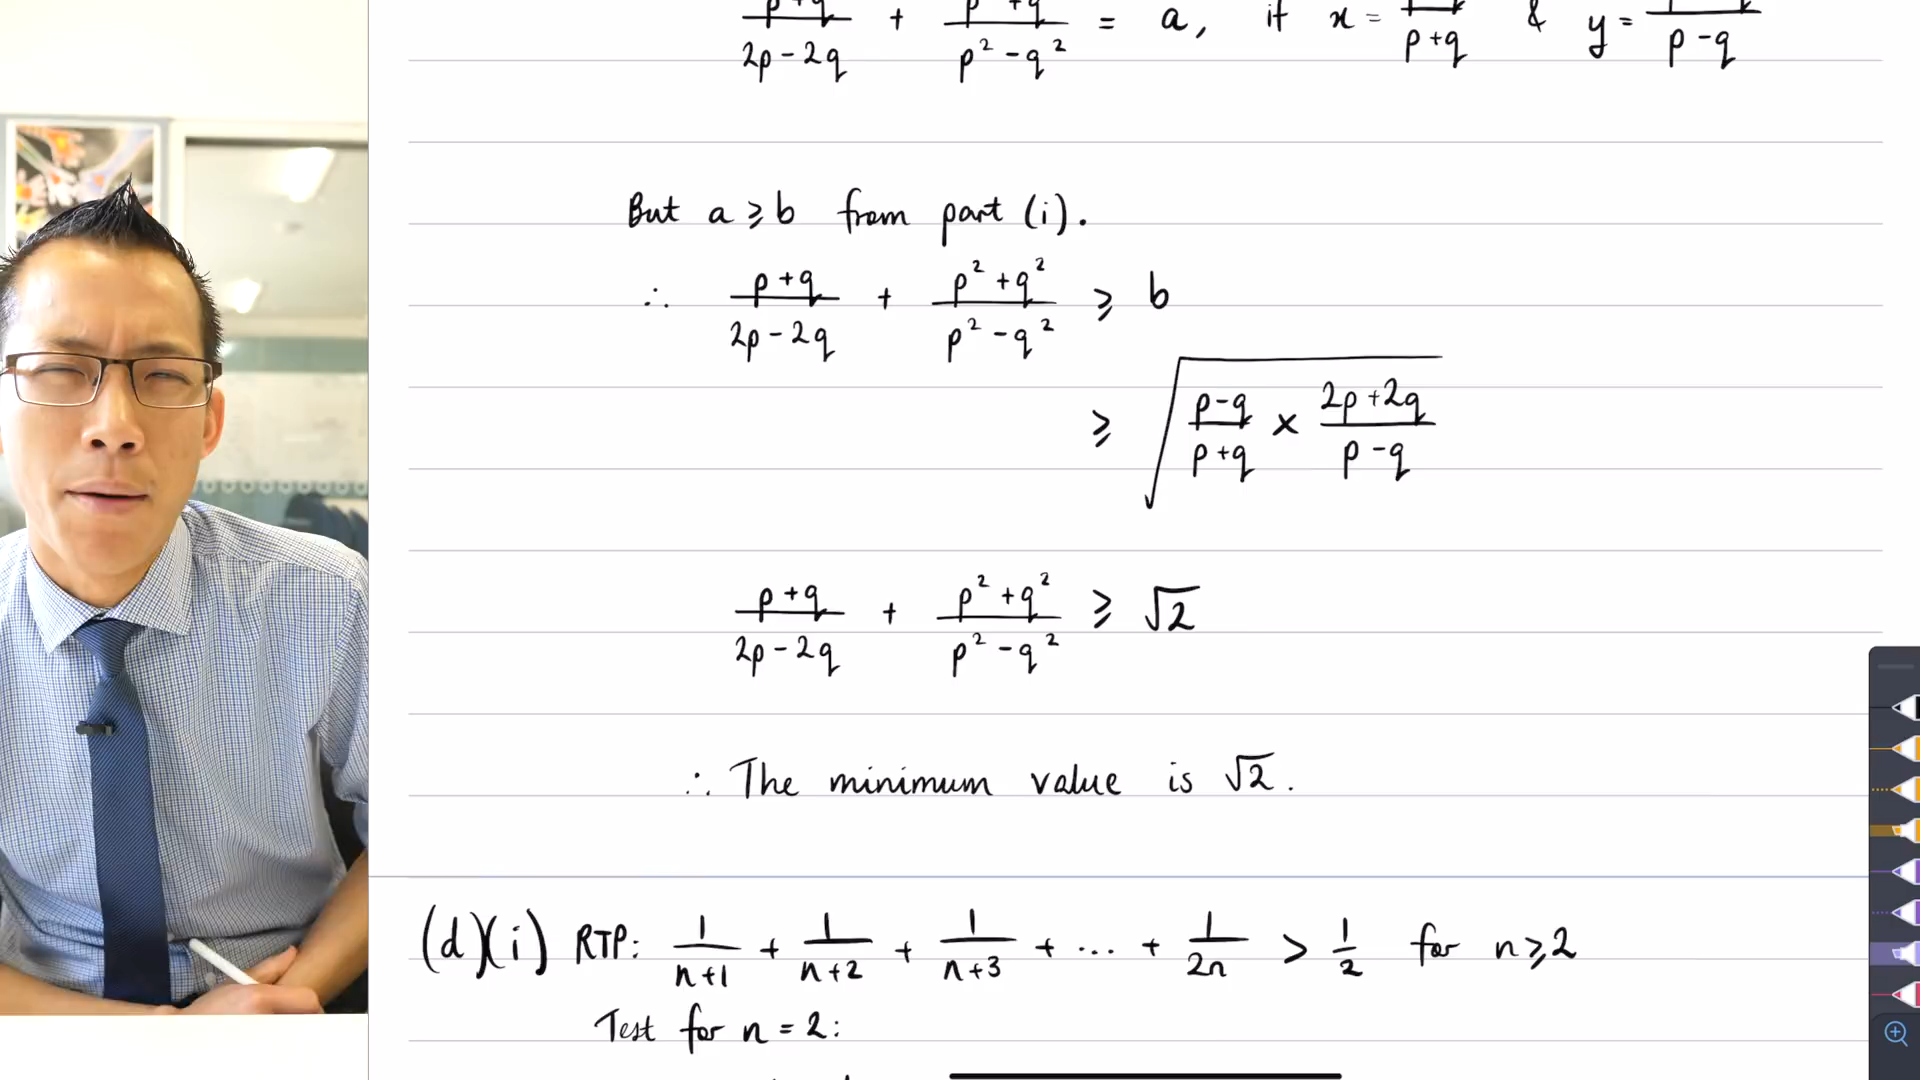 p+q/2p-2q + p²+q²/p²-q² = a, if x = /p+q & y = /p-q
But a ≥ b from part (i).
∴ p+q/2p-2q + p²+q²/p²-q² ≥ b
≥ √(p-q/p+q × 2p+2q/p-q)
p+q/2p-2q + p²+q²/p²-q² ≥ √2
∴ The minimum value is √2.
(d)(i) RTP: 1/n+1 + 1/n+2 + 1/n+3 + ... + 1/2n > 1/2 for n≥2
Test for n = 2: